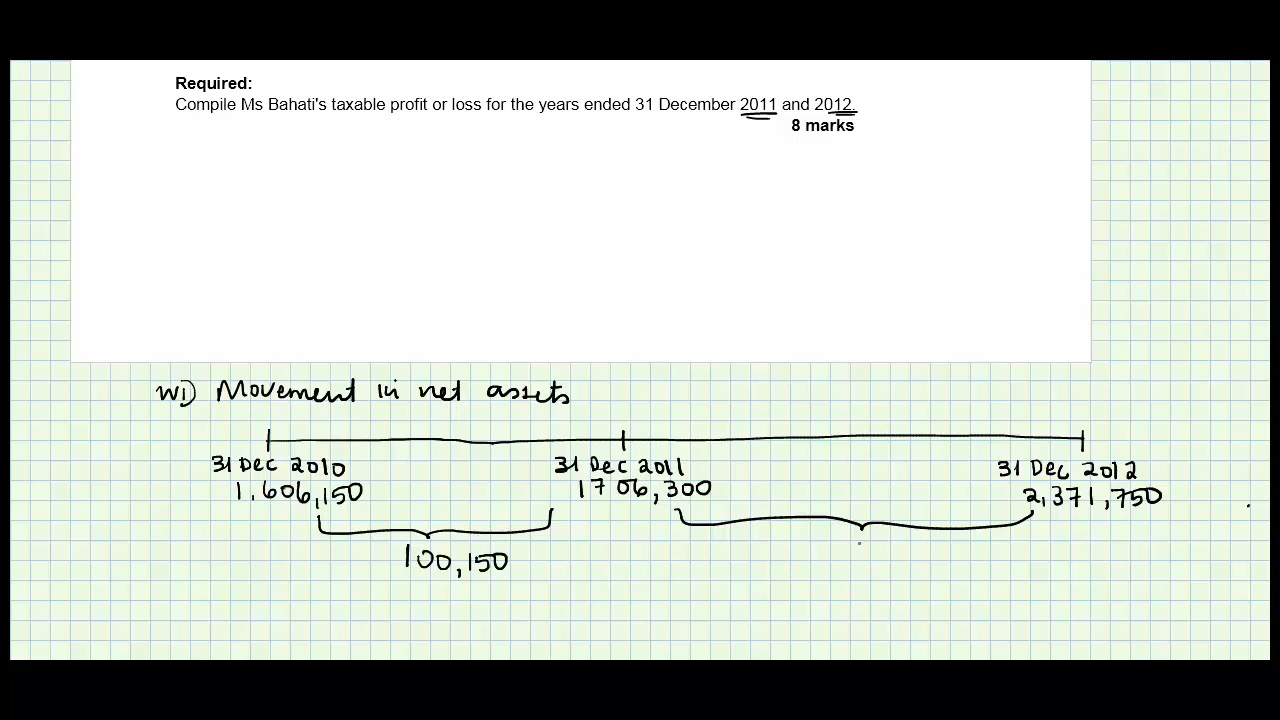 Required:
Compile Ms Bahati's taxable profit or loss for the years ended 31 December 2011 and 2012.
8 marks
W1) Movement in net assets
31 Dec 2010 31 Dec 2011 31 Dec 2012
1,606,150 1706,300 2,371,750
100,150